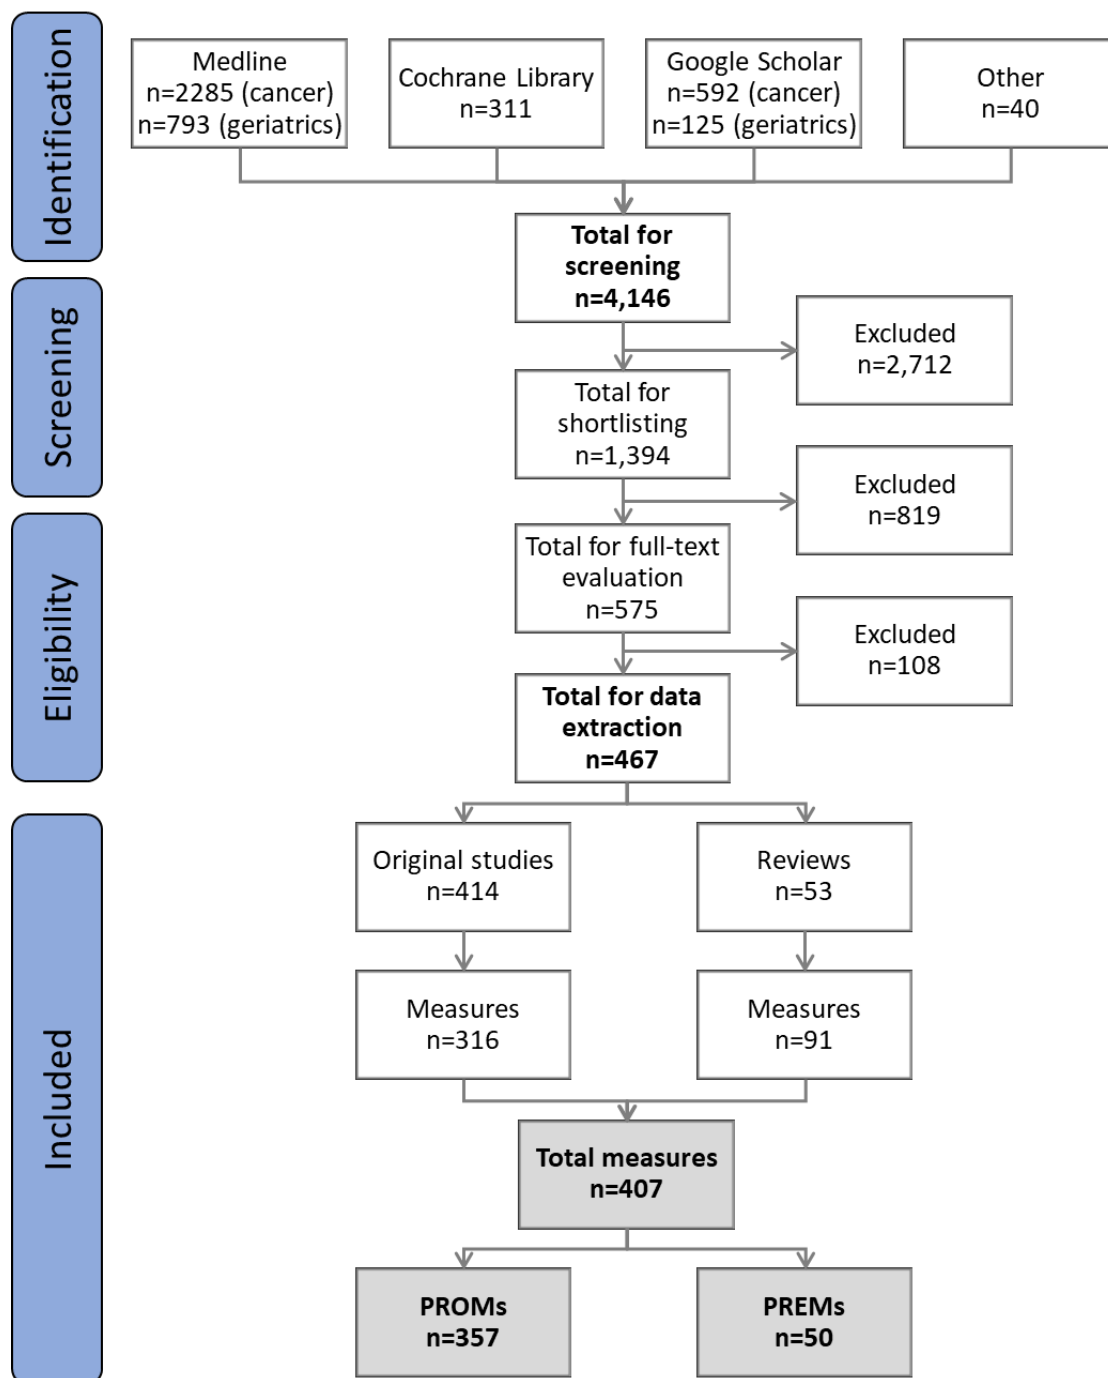 Identification
Medline
n=2285 (cancer)
n=793 (geriatrics)
Cochrane Library
n=311
Google Scholar
n=592 (cancer)
n=125 (geriatrics)
Other
n=40
Total for
screening
n=4,146
Screening
Excluded
n=2,712
Total for
shortlisting
n=1,394
Excluded
n=819
Eligibility
Total for full-text
evaluation
n=575
Excluded
n=108
Total for data
extraction
n=467
Included
Original studies
n=414
Reviews
n=53
Measures
n=316
Measures
n=91
Total measures
n=407
PROMs
n=357
PREMs
n=50